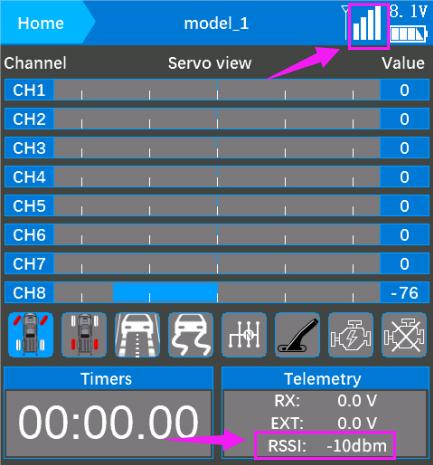 Home model_1 8.1V
Channel Servo view Value
CH1 0
CH2 0
CH3 0
CH4 0
CH5 0
CH6 0
CH7 0
CH8 -76
Timers
00:00.00
Telemetry
RX: 0.0 V
EXT: 0.0 V
RSSI: -10dbm